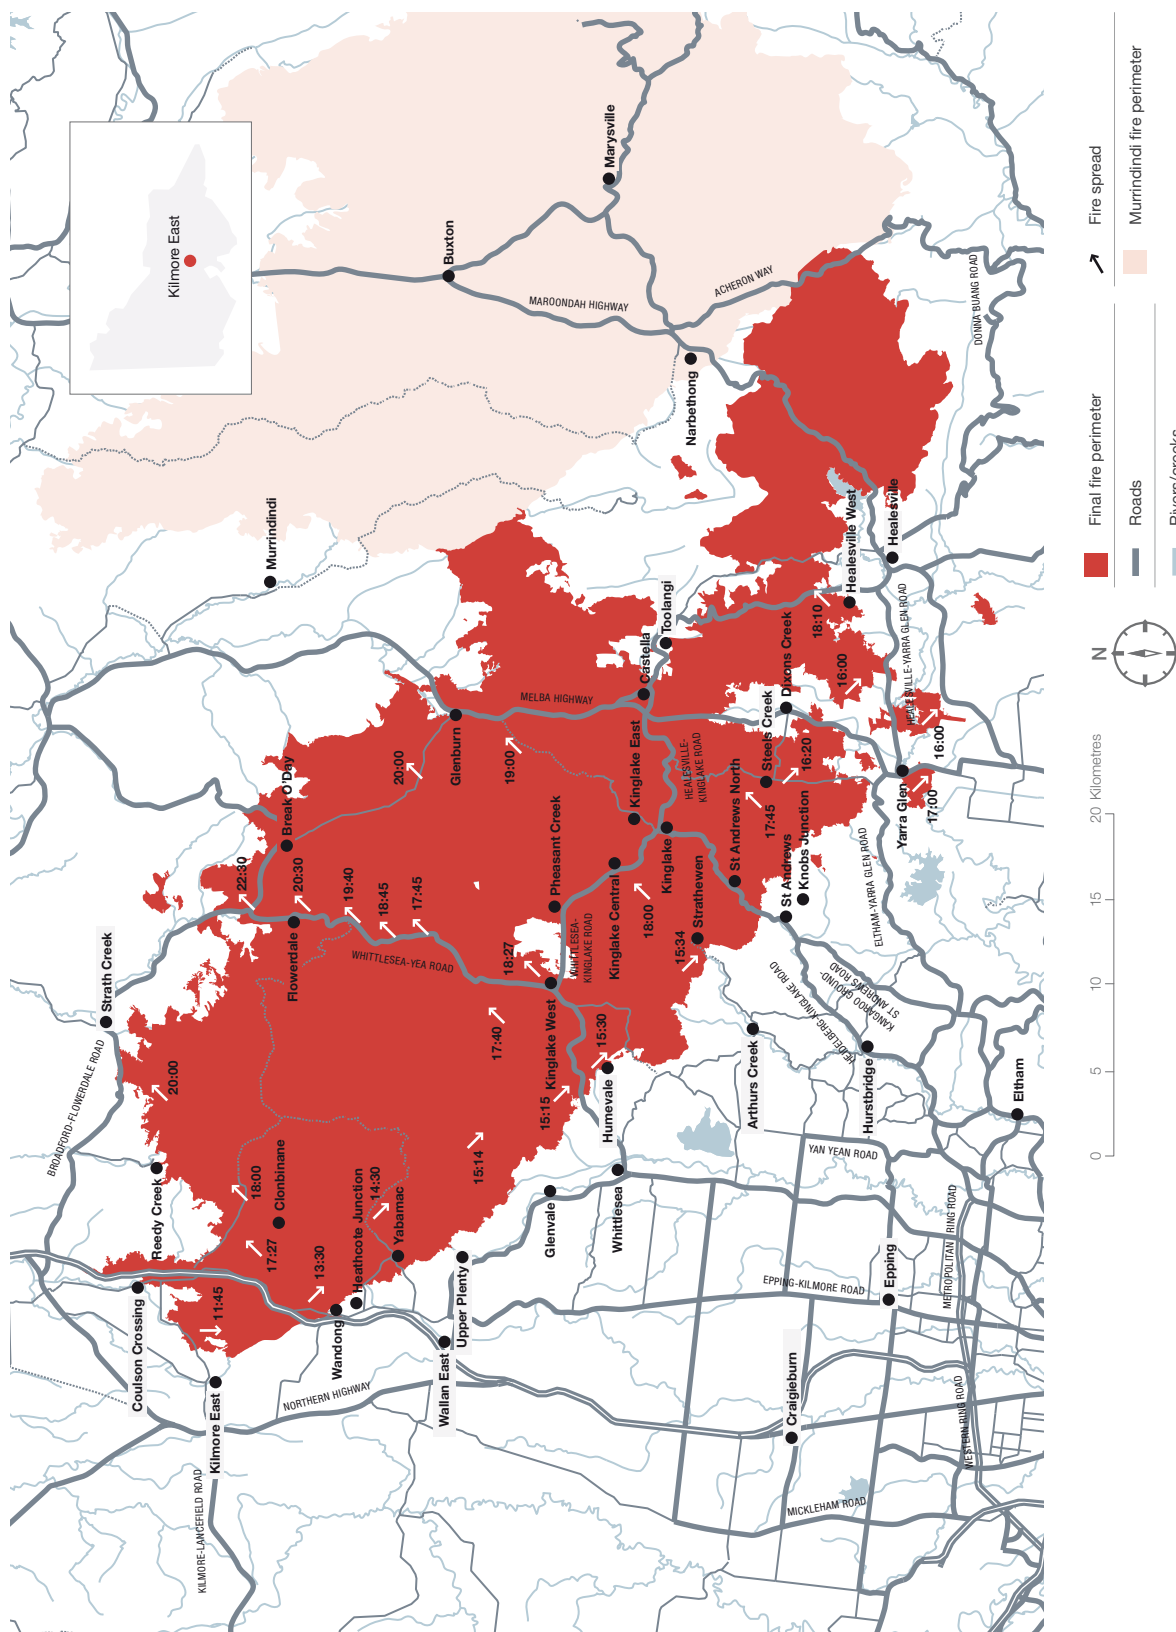 Kilmore East
Strath Creek
Break O'Day
Murrindindi
Buxton
Marysville
BROADFORD-FLOWERDALE ROAD
Reedy Creek
20:00
22:30
20:30
Flowerdale
19:40
18:45
17:45
20:00
Glenburn
19:00
MELBA HIGHWAY
MAROONDAH HIGHWAY
ACHERON WAY
Narbethong
Coulson Crossing
11:45
17:27
18:00
Clonbinane
13:30
Heathcote Junction
14:30
Yabamac
Wandong
WHITTLESEA-YEA ROAD
17:40
18:27
Pheasant Creek
WHITTLESEA-
KINGLAKE ROAD
Kinglake West
Kinglake East
Castella
Toolangi
Kinglake Central
Kinglake
HEALESVILLE-
KINGLAKE ROAD
18:00
Kilmore East
NORTHERN HIGHWAY
KILMORE-LANCEFIELD ROAD
Wallan East
Upper Plenty
15:14
15:15
15:30
Humevale
Glenvale
Whittlesea
15:34
Strathewen
St Andrews North
17:45
Steels Creek
16:20
Dixons Creek
18:10
Healesville West
16:00
Healesville
HEALESVILLE-YARRA GLEN ROAD
16:00
Yarra Glen
17:00
DONNA BUANG ROAD
St Andrews
Knobs Junction
ELTHAM-YARRA GLEN ROAD
HEIDELBERG-KINGLAKE ROAD
KANGAROO GROUND-
ST ANDREWS ROAD
Arthurs Creek
Hurstbridge
YAN YEAN ROAD
EPPING-KILMORE ROAD
Epping
Craigieburn
MICKLEHAM ROAD
METROPOLITAN RING ROAD
WESTERN RING ROAD
Eltham
0 5 10 15 20 Kilometres
N
Final fire perimeter
Roads
Rivers/creeks
Fire spread
Murrindindi fire perimeter